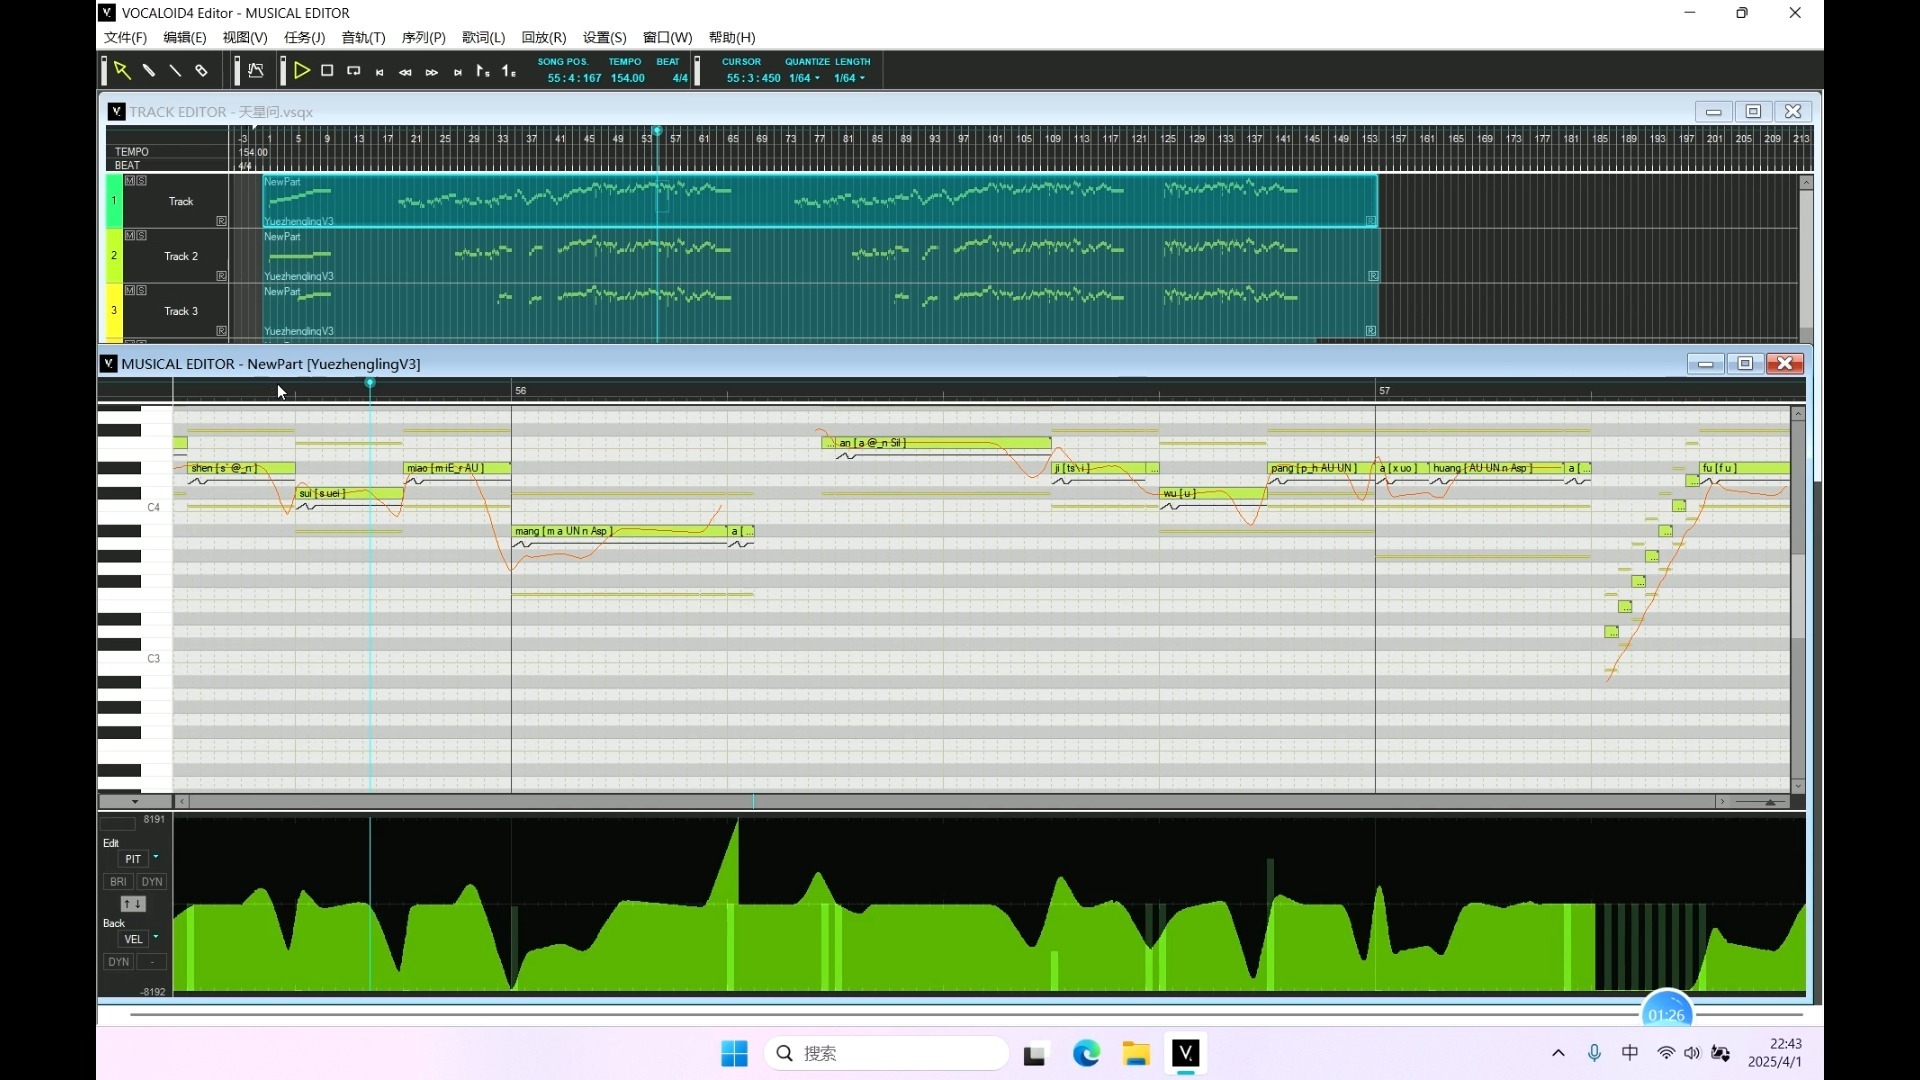 VOCALOID4 Editor - MUSICAL EDITOR
文件(F) 编辑(E) 视图(V) 任务(J) 音轨(T) 序列(P) 歌词(L) 回放(R) 设置(S) 窗口(W) 帮助(H)
SONG POS. TEMPO BEAT CURSOR QUANTIZE LENGTH
55:4:167 154.00 4/4 55:3:450 1/64 1/64
TRACK EDITOR - 天星问.vsqx
-3 1 5 9 13 17 21 25 29 33 37 41 45 49 53 57 61 65 69 73 77 81 85 89 93 97 101 105 109 113 117 121 125 129 133 137 141 145 149 153 157 161 165 169 173 177 181 185 189 193 197 201 205 209 213
TEMPO 154.00
BEAT 4/4
M S NewPart
1 Track
R YuezhenglingV3 R
M S NewPart
2 Track 2
R YuezhenglingV3 R
M S NewPart
3 Track 3
R YuezhenglingV3 R
MUSICAL EDITOR - NewPart [YuezhenglingV3]
56 57
... an [ a @_n Sil ]
shen [ s` @_n ] miao [ m iE_r AU ] ji [ ts\ i ] ... pang [ p_h AU UN ] a [ x uo ] huang [ AU UN n Asp ] a [ ... fu [ f u ]
sui [ s uei ] wu [ u ] ...
C4 ...
mang [ m a UN n Asp ] a [ ... ...
...
...
...
...
C3
8191
Edit
PIT
BRI DYN
↑ ↓
Back
VEL
DYN -
-8192
01:26
搜索 中 22:43
2025/4/1